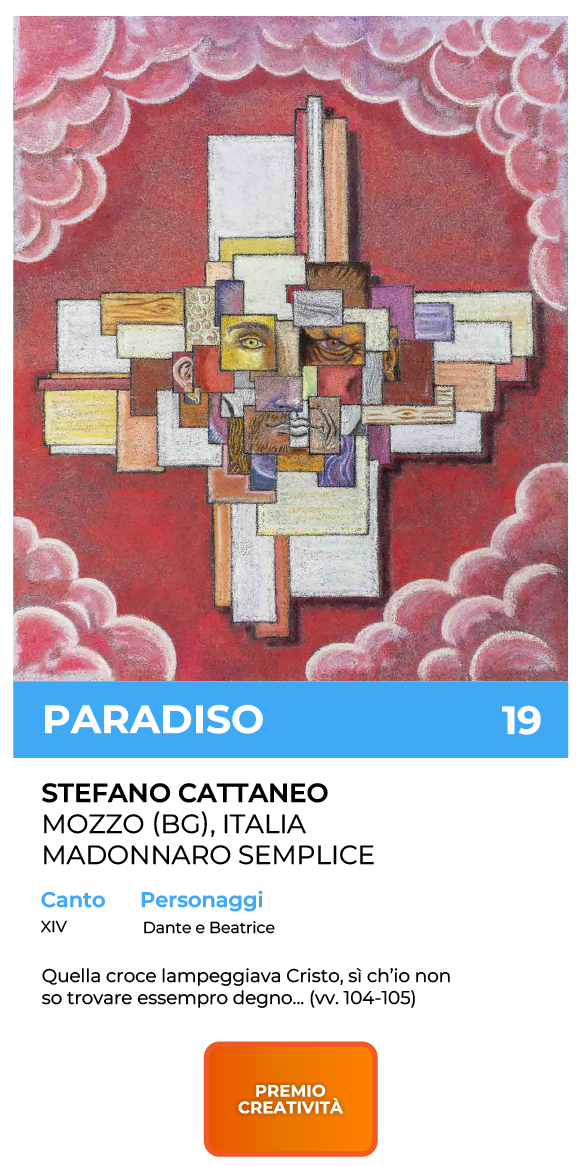 PARADISO 19
STEFANO CATTANEO
MOZZO (BG), ITALIA
MADONNARO SEMPLICE
Canto Personaggi
XIV Dante e Beatrice
Quella croce lampeggiava Cristo, sì ch'io non
so trovare essempro degno... (vv. 104-105)
PREMIO
CREATIVITÀ